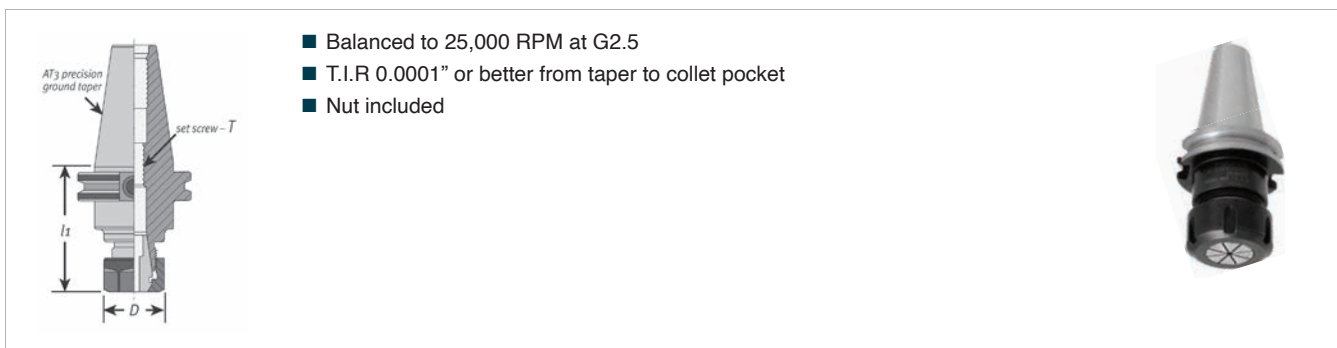 AT3 precision
ground taper
set screw – T
l1
D
■ Balanced to 25,000 RPM at G2.5
■ T.I.R 0.0001” or better from taper to collet pocket
■ Nut included